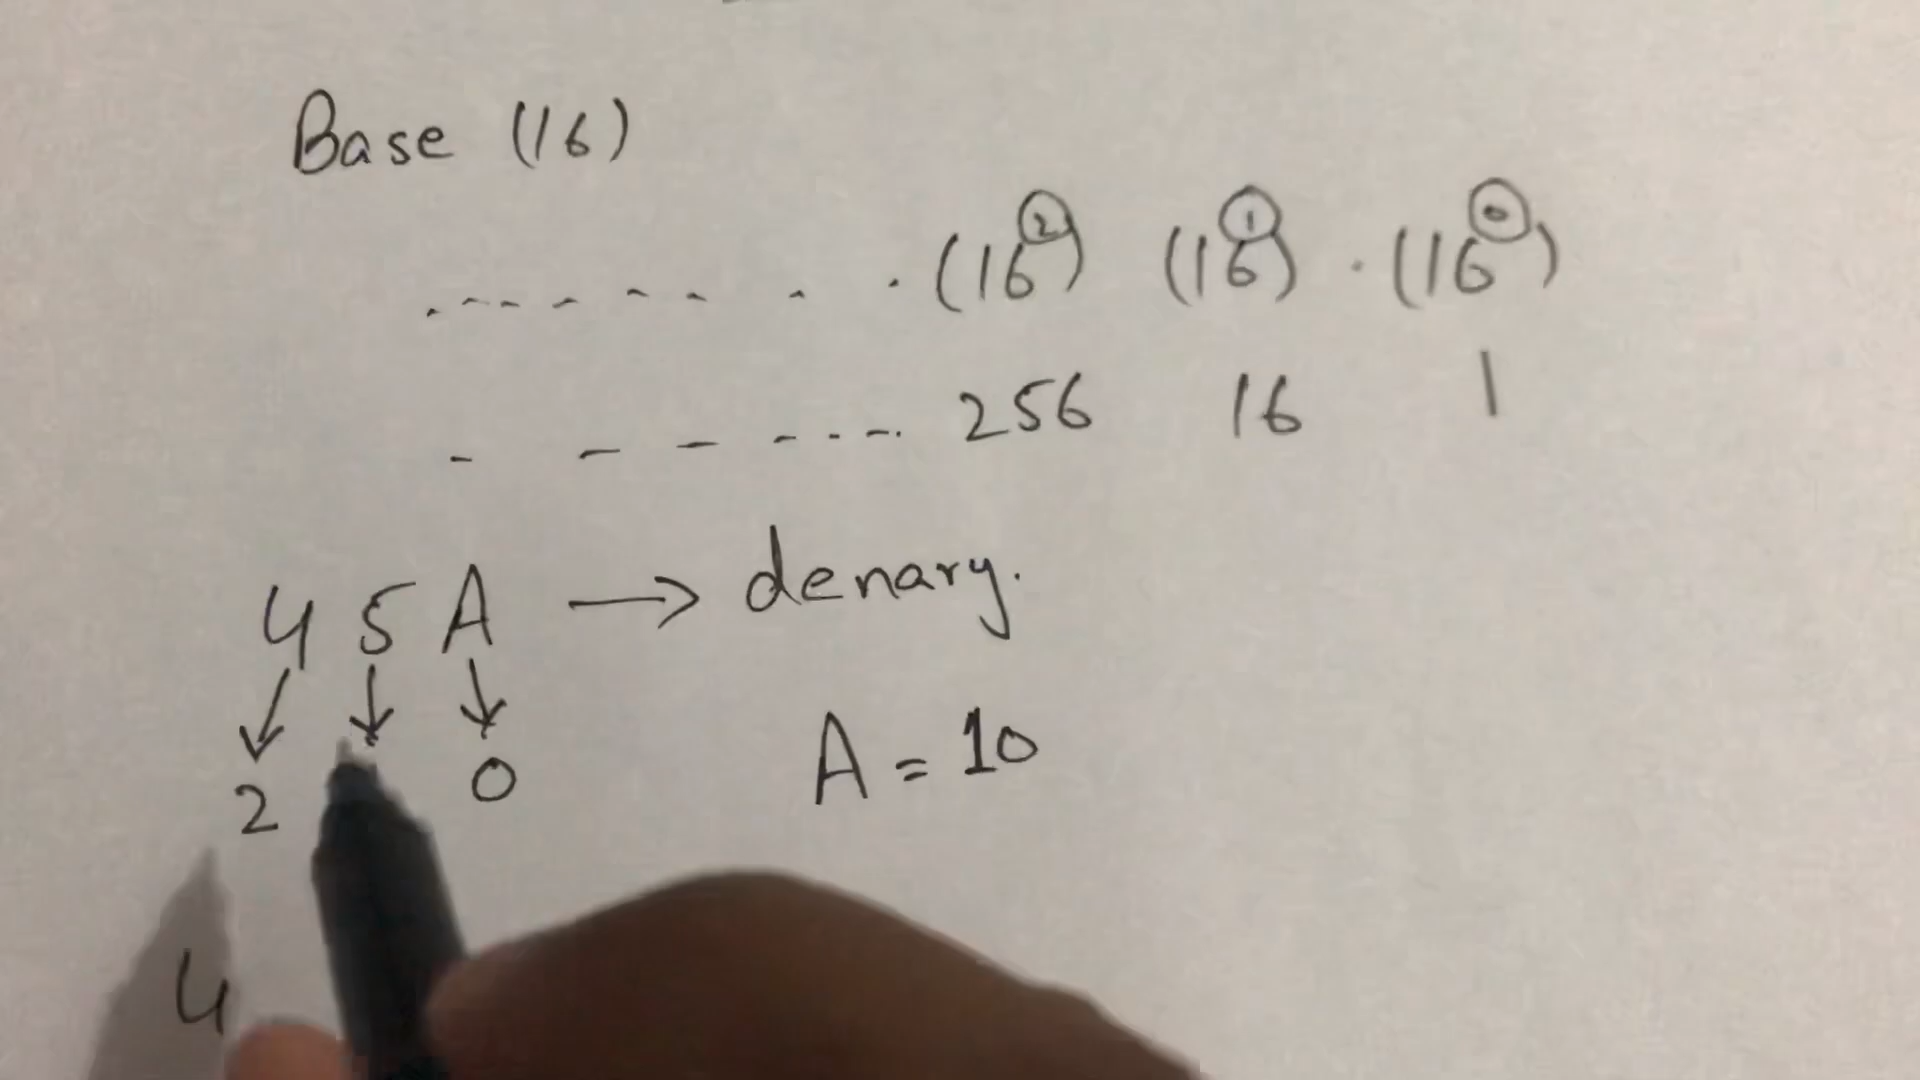 Base (16)
. - - - - - . . (16²) (16¹) . (16⁰)
- - - - . - . 256 16 1
4 5 A → denary.
↓ ↓ ↓
2 0
A = 10
4